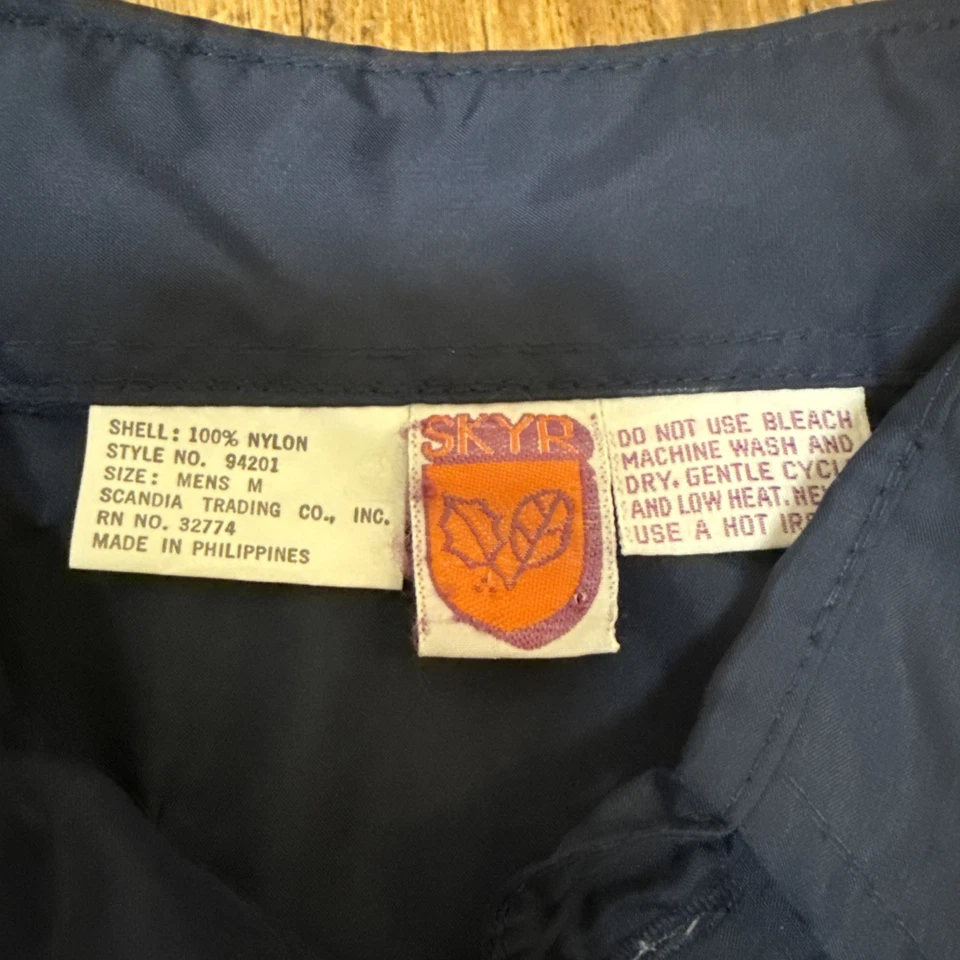 SHELL: 100% NYLON
STYLE NO. 94201
SIZE: MENS M
SCANDIA TRADING CO., INC.
RN NO. 32774
MADE IN PHILIPPINES
SKYR
DO NOT USE BLEACH
MACHINE WASH AND
DRY. GENTLE CYCL
AND LOW HEAT. NE
USE A HOT IR